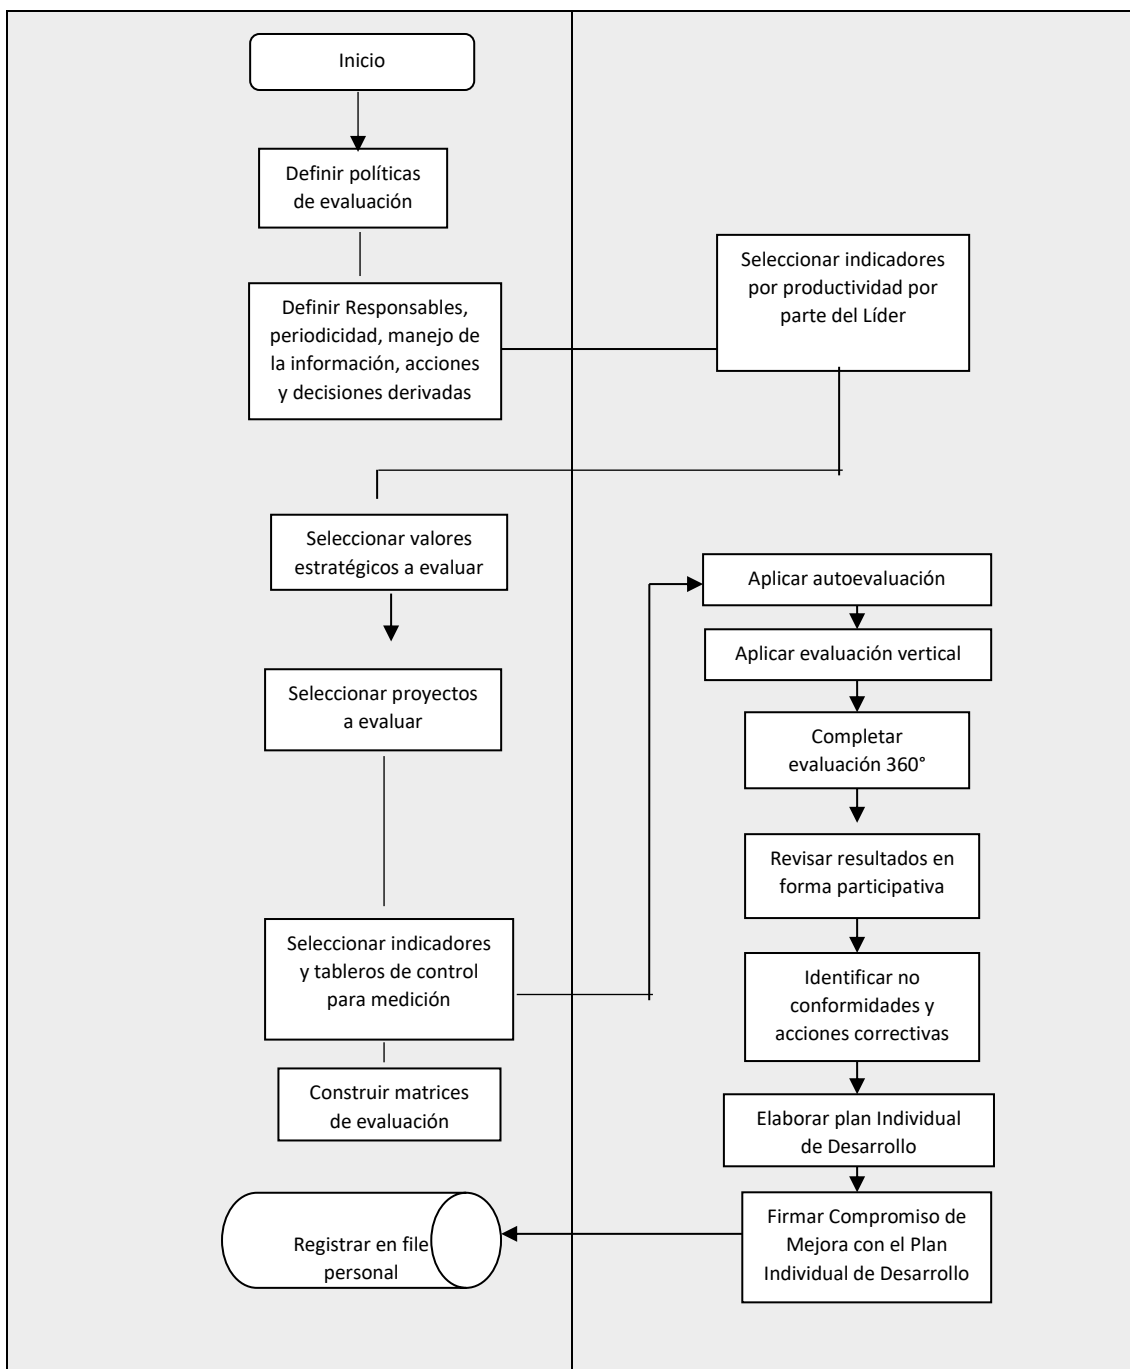 Inicio
Definir políticas
de evaluación
Definir Responsables,
periodicidad, manejo de
la información, acciones
y decisiones derivadas
Seleccionar indicadores
por productividad por
parte del Líder
Seleccionar valores
estratégicos a evaluar
Seleccionar proyectos
a evaluar
Seleccionar indicadores
y tableros de control
para medición
Construir matrices
de evaluación
Aplicar autoevaluación
Aplicar evaluación vertical
Completar
evaluación 360°
Revisar resultados en
forma participativa
Identificar no
conformidades y
acciones correctivas
Elaborar plan Individual
de Desarrollo
Firmar Compromiso de
Mejora con el Plan
Individual de Desarrollo
Registrar en file
personal